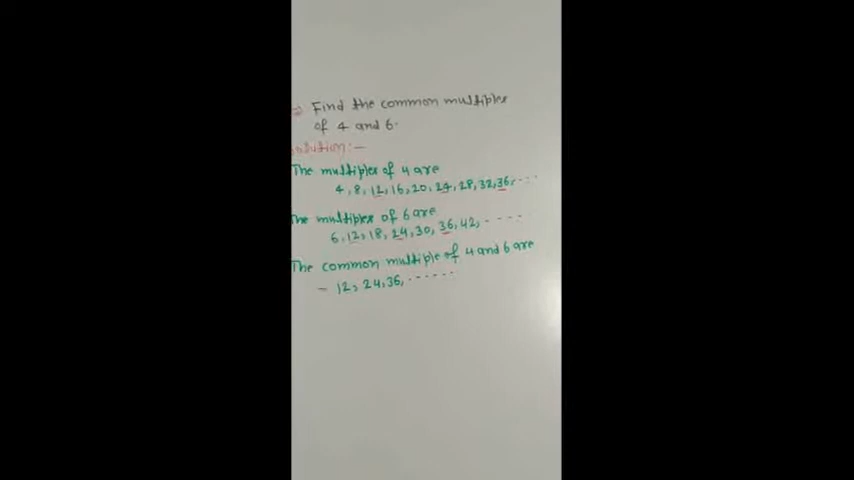 ⇒ Find the common multiples
of 4 and 6.
Solution:-
The multiples of 4 are
4, 8, 12, 16, 20, 24, 28, 32, 36, ....
The multiples of 6 are
6, 12, 18, 24, 30, 36, 42, .....
The common multiple of 4 and 6 are
- 12, 24, 36, ......